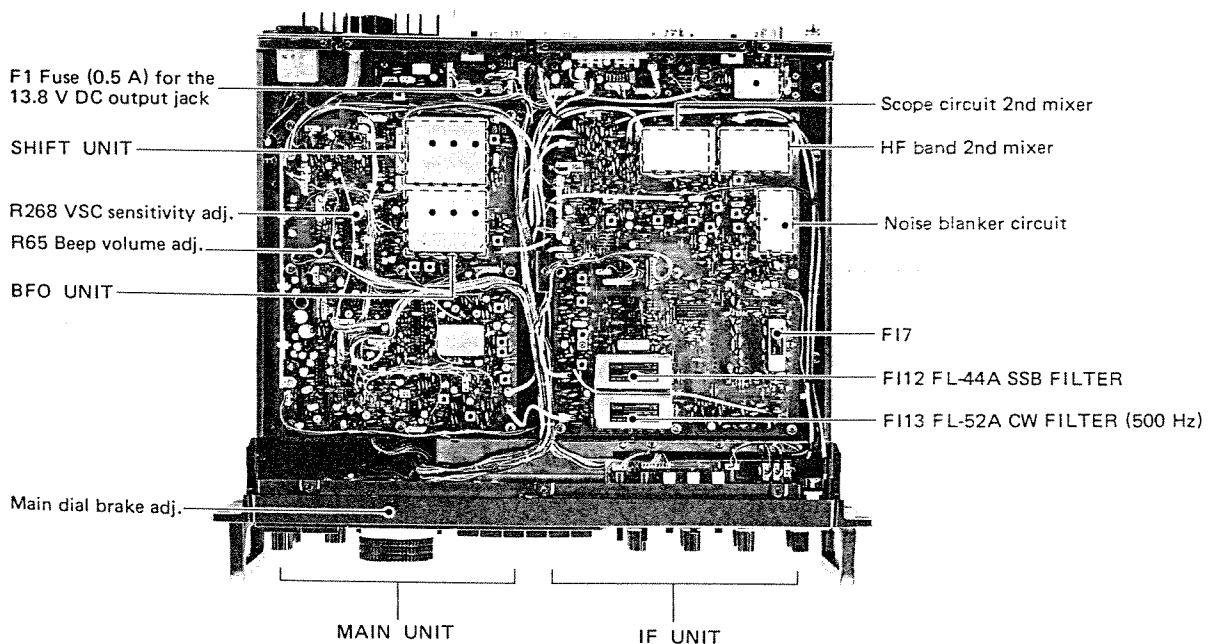 F1 Fuse (0.5 A) for the
13.8 V DC output jack
SHIFT UNIT
R268 VSC sensitivity adj.
R65 Beep volume adj.
BFO UNIT
Main dial brake adj.
Scope circuit 2nd mixer
HF band 2nd mixer
Noise blanker circuit
FI7
FI12 FL-44A SSB FILTER
FI13 FL-52A CW FILTER (500 Hz)
MAIN UNIT
IF UNIT